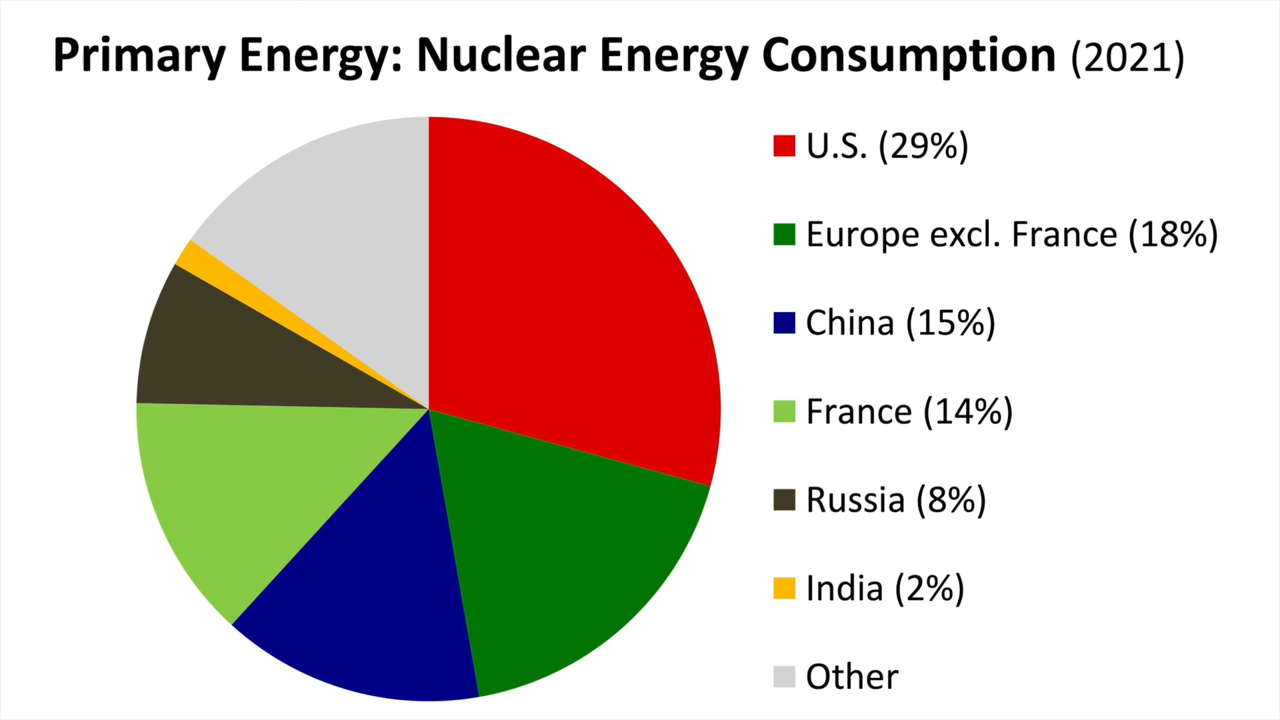 Primary Energy: Nuclear Energy Consumption (2021)
U.S. (29%)
Europe excl. France (18%)
China (15%)
France (14%)
Russia (8%)
India (2%)
Other